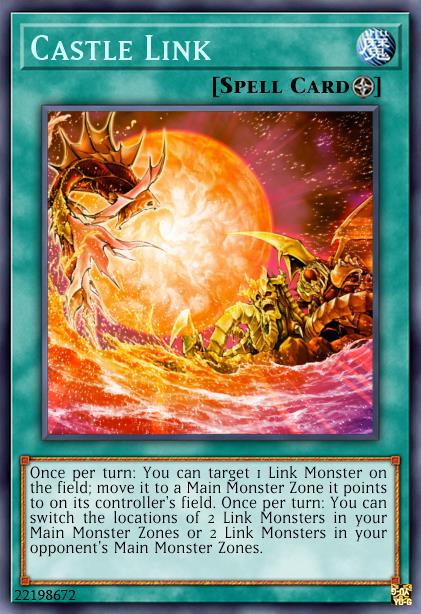 Castle Link
[Spell Card]
Once per turn: You can target 1 Link Monster on
the field; move it to a Main Monster Zone it points
to on its controller's field. Once per turn: You can
switch the locations of 2 Link Monsters in your
Main Monster Zones or 2 Link Monsters in your
opponent's Main Monster Zones.
22198672